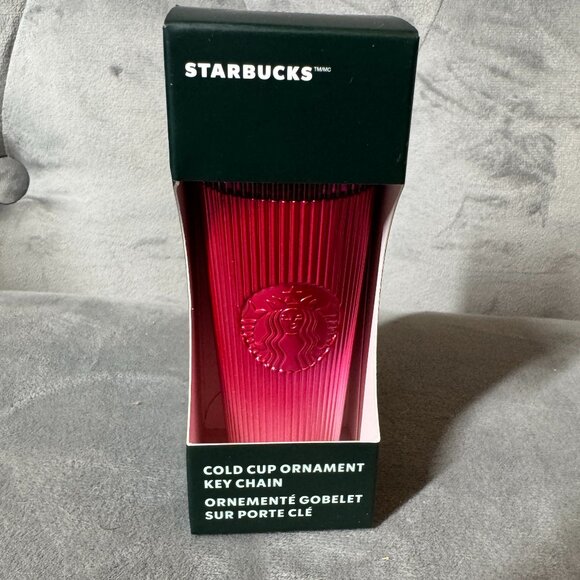 STARBUCKS™/MC
COLD CUP ORNAMENT
KEY CHAIN
ORNEMENTÉ GOBELET
SUR PORTE CLÉ